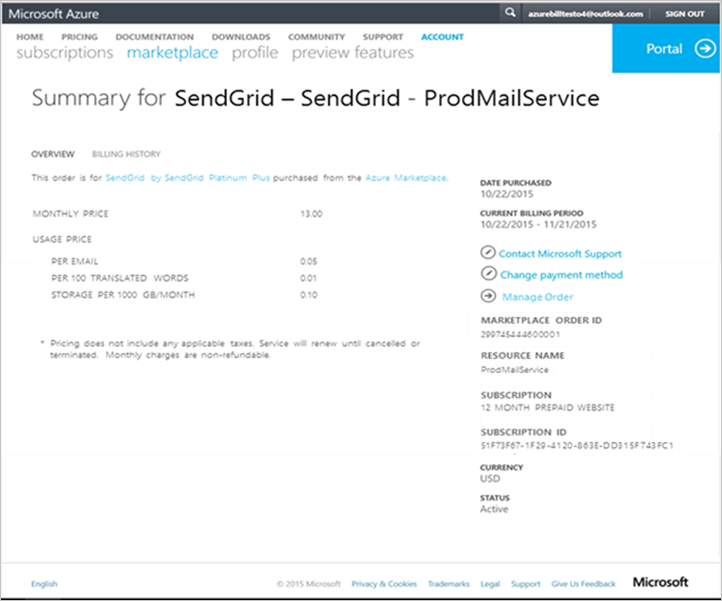 Microsoft Azure
azurebilltesto4@outlook.com SIGN OUT
HOME PRICING DOCUMENTATION DOWNLOADS COMMUNITY SUPPORT ACCOUNT
subscriptions marketplace profile preview features
Portal
Summary for SendGrid – SendGrid - ProdMailService
OVERVIEW BILLING HISTORY
This order is for SendGrid by SendGrid Platinum Plus purchased from the Azure Marketplace.
MONTHLY PRICE 13.00
USAGE PRICE
PER EMAIL 0.05
PER 100 TRANSLATED WORDS 0.01
STORAGE PER 1000 GB/MONTH 0.10
* Pricing does not include any applicable taxes. Service will renew until cancelled or
terminated. Monthly charges are non-refundable.
DATE PURCHASED
10/22/2015
CURRENT BILLING PERIOD
10/22/2015 - 11/21/2015
Contact Microsoft Support
Change payment method
Manage Order
MARKETPLACE ORDER ID
299745444600001
RESOURCE NAME
ProdMailService
SUBSCRIPTION
12 MONTH PREPAID WEBSITE
SUBSCRIPTION ID
51F73F67-1F29-4120-863E-DD315F743FC1
CURRENCY
USD
STATUS
Active
English © 2015 Microsoft Privacy & Cookies Trademarks Legal Support Give Us Feedback Microsoft